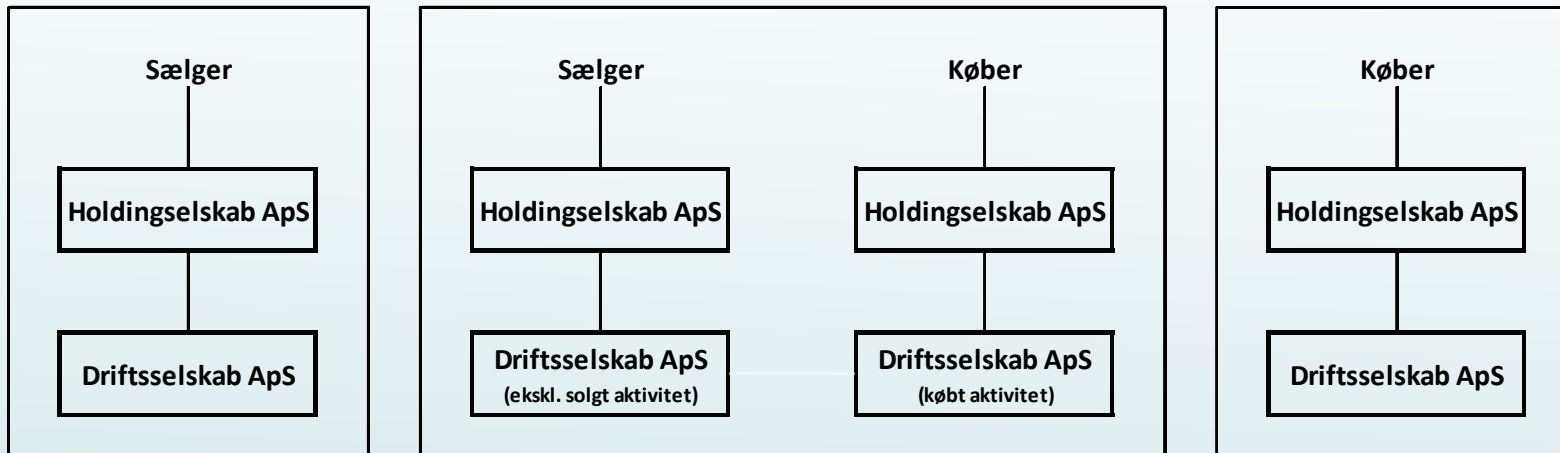 Sælger
Holdingselskab ApS
Driftsselskab ApS
Sælger
Holdingselskab ApS
Driftsselskab ApS
(ekskl. solgt aktivitet)
Køber
Holdingselskab ApS
Driftsselskab ApS
(købt aktivitet)
Køber
Holdingselskab ApS
Driftsselskab ApS